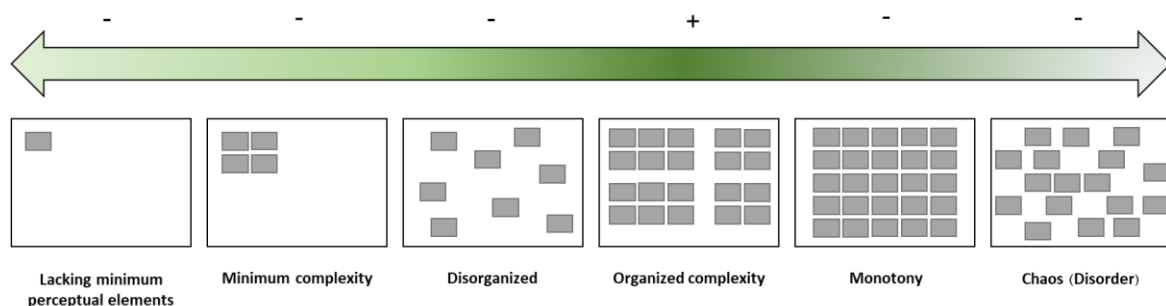 - - - + - -
Lacking minimum
perceptual elements
Minimum complexity
Disorganized
Organized complexity
Monotony
Chaos (Disorder)